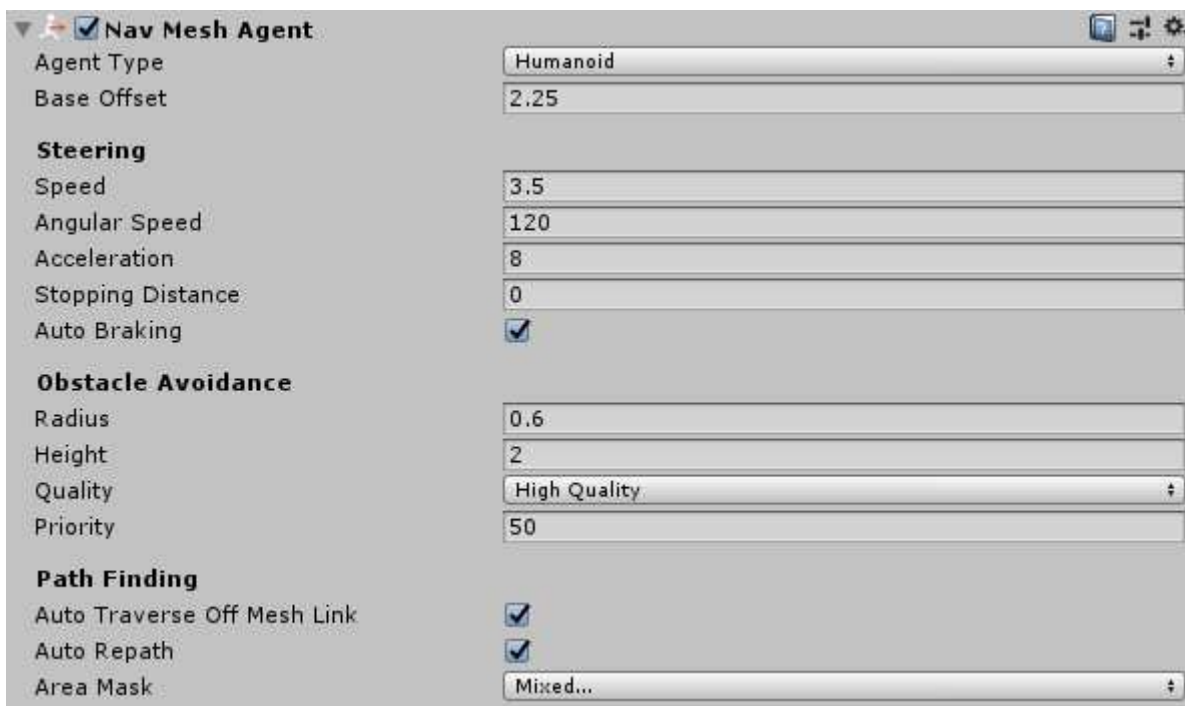 Nav Mesh Agent
Agent Type Humanoid
Base Offset 2.25
Steering
Speed 3.5
Angular Speed 120
Acceleration 8
Stopping Distance 0
Auto Braking
Obstacle Avoidance
Radius 0.6
Height 2
Quality High Quality
Priority 50
Path Finding
Auto Traverse Off Mesh Link
Auto Repath
Area Mask Mixed...